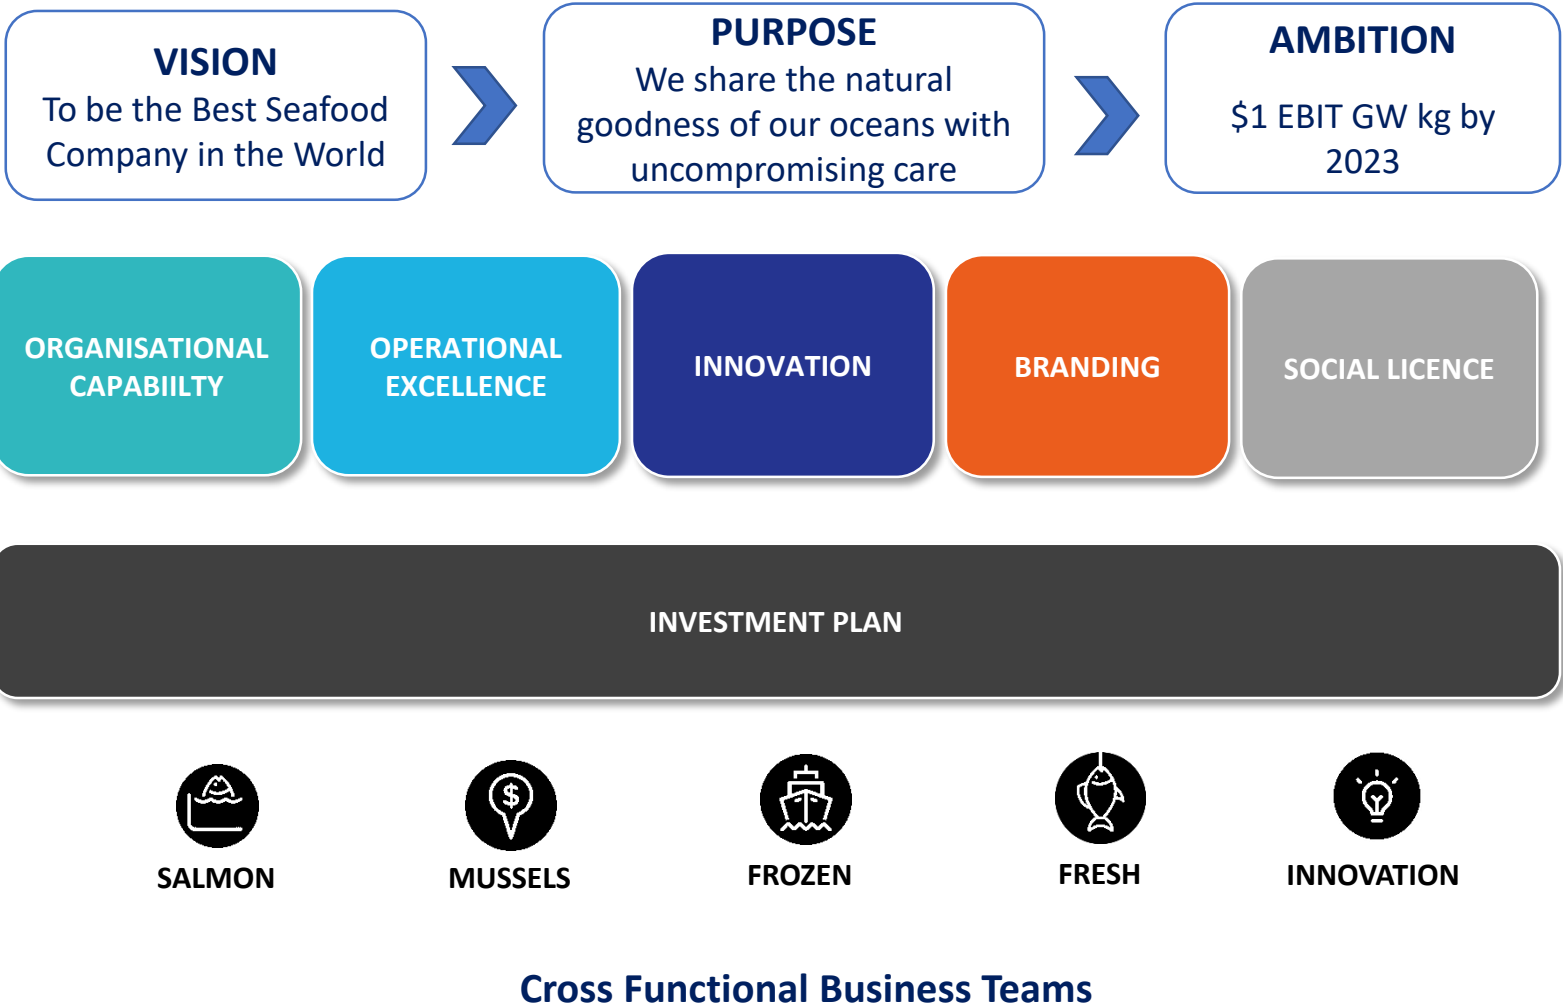 VISION
To be the Best Seafood
Company in the World
PURPOSE
We share the natural
goodness of our oceans with
uncompromising care
AMBITION
$1 EBIT GW kg by
2023
ORGANISATIONAL
CAPABIILTY
OPERATIONAL
EXCELLENCE
INNOVATION
BRANDING
SOCIAL LICENCE
INVESTMENT PLAN
$
SALMON
MUSSELS
FROZEN
FRESH
INNOVATION
Cross Functional Business Teams